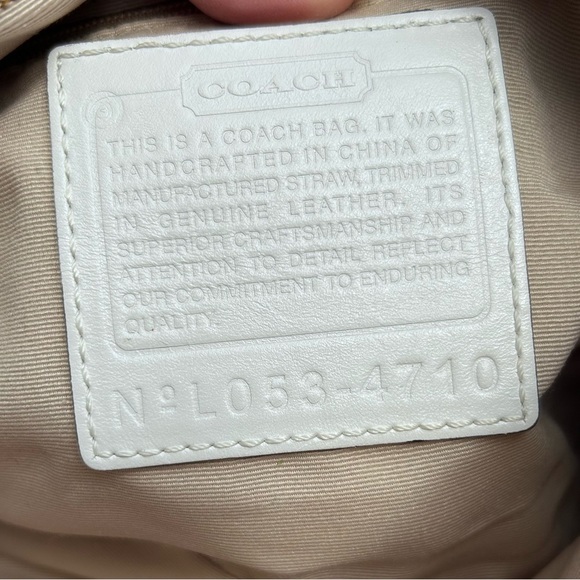 COACH
THIS IS A COACH BAG. IT WAS
HANDCRAFTED IN CHINA OF
MANUFACTURED STRAW, TRIMMED
IN GENUINE LEATHER. ITS
SUPERIOR CRAFTSMANSHIP AND
ATTENTION TO DETAIL REFLECT
OUR COMMITMENT TO ENDURING
QUALITY.
Nº L053-4710